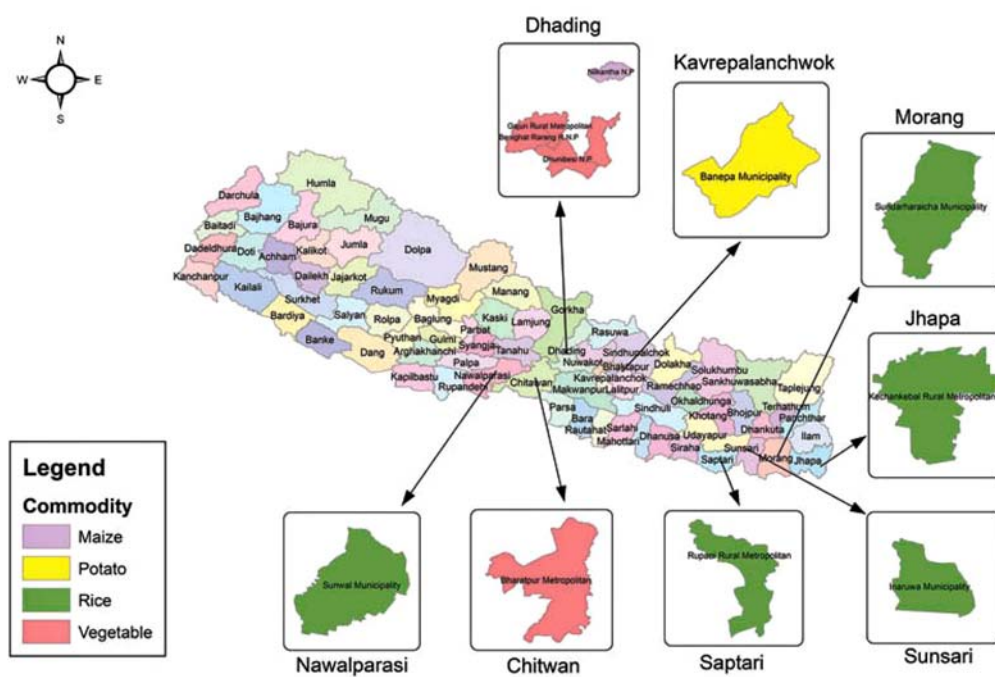 Dhading
Nilkantha N.P
Gajuri Rural Metropolitan
Benighat Rorang R.N.P
Dhunibesi N.P.
Kavrepalanchwok
Banepa Municipality
Morang
Sundarharaicha Municipality
Jhapa
Kechankebal Rural Metropolitan
N
W
E
S
Humla
Darchula
Bajhang
Mugu
Baitadi
Bajura
Dadeldhura
Doti
Kalikot
Jumla
Dolpa
Achham
Mustang
Kanchanpur
Dailekh
Jajarkot
Kailali
Rukum
Manang
Surkhet
Myagdi
Gorkha
Bardiya
Salyan
Rolpa
Baglung
Kaski
Lamjung
Rasuwa
Banke
Pyuthan
Gulmi
Parbat
Dang
Arghakhanchi
Syangja
Tanahu
Dhading
Nuwakot
Sindhupalchok
Dolakha
Bhaktapur
Solukhumbu
Sankhuwasabha
Taplejung
Kapilbastu
Palpa
Nawalparasi
Rupandehi
Chitawan
Kavrepalanchok
Makwanpur
Lalitpur
Ramechhap
Okhaldhunga
Parsa
Bara
Rautahat
Sindhuli
Khotang
Bhojpur
Terhathum
Panchthar
Sarlahi
Mahottari
Dhanusa
Siraha
Udayapur
Dhankuta
Ilam
Saptari
Sunsari
Morang
Jhapa
Legend
Commodity
Maize
Potato
Rice
Vegetable
Sunwal Municipality
Nawalparasi
Bharatpur Metropolitan
Chitwan
Rupani Rural Metropolitan
Saptari
Inaruwa Municipality
Sunsari